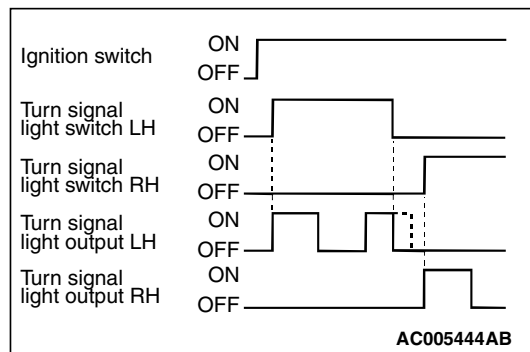 Ignition switch
ON
OFF
Turn signal
light switch LH
ON
OFF
Turn signal
light switch RH
ON
OFF
Turn signal
light output LH
ON
OFF
Turn signal
light output RH
ON
OFF
AC005444AB